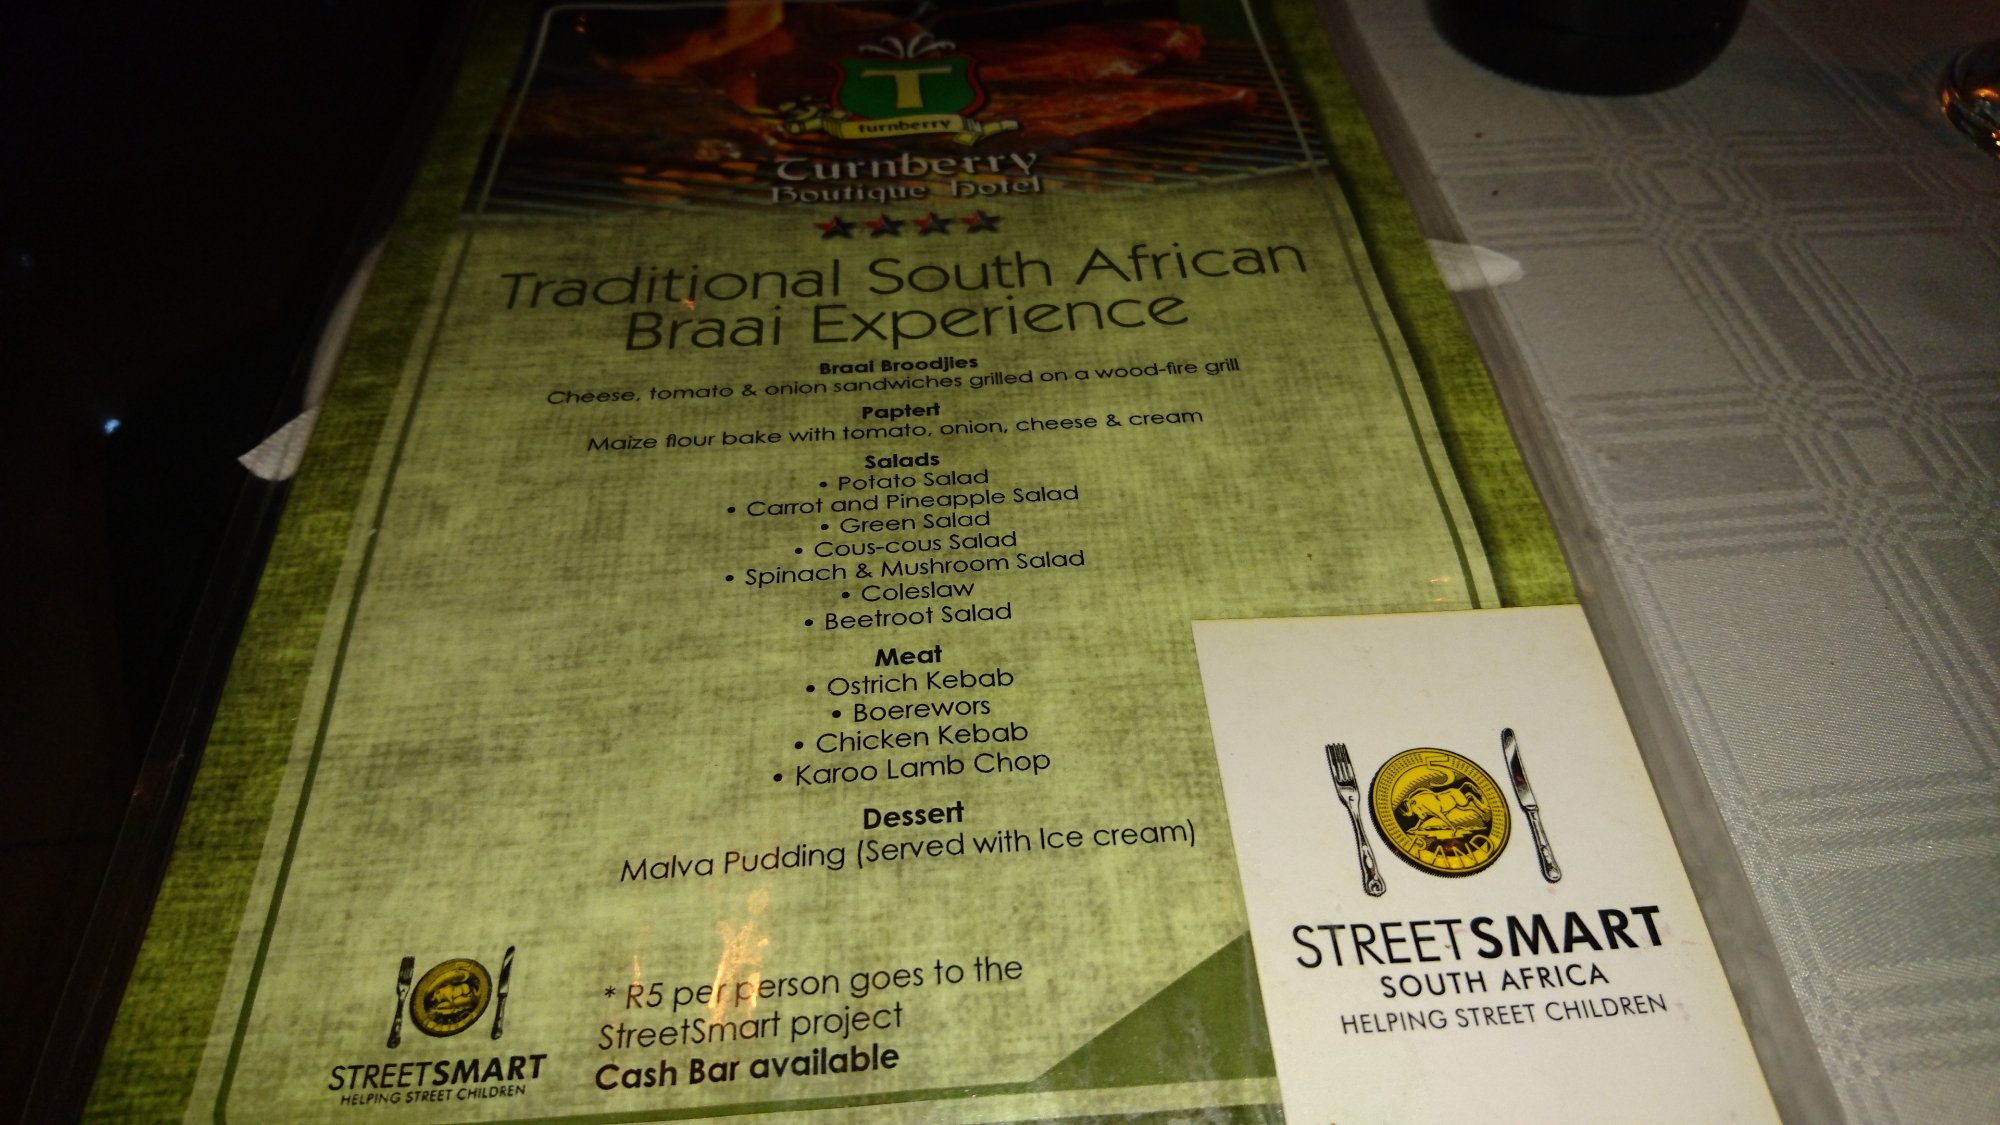 T
turnberry
Turnberry
Boutique Hotel
Traditional South African
Braai Experience
Braai Broodjies
Cheese, tomato & onion sandwiches grilled on a wood-fire grill
Paptert
Maize flour bake with tomato, onion, cheese & cream
Salads
• Potato Salad
• Carrot and Pineapple Salad
• Green Salad
• Cous-cous Salad
• Spinach & Mushroom Salad
• Coleslaw
• Beetroot Salad
Meat
• Ostrich Kebab
• Boerewors
• Chicken Kebab
• Karoo Lamb Chop
Dessert
Malva Pudding (Served with Ice cream)
* R5 per person goes to the
StreetSmart project
Cash Bar available
STREETSMART
HELPING STREET CHILDREN
5
RAND
STREETSMART
SOUTH AFRICA
HELPING STREET CHILDREN